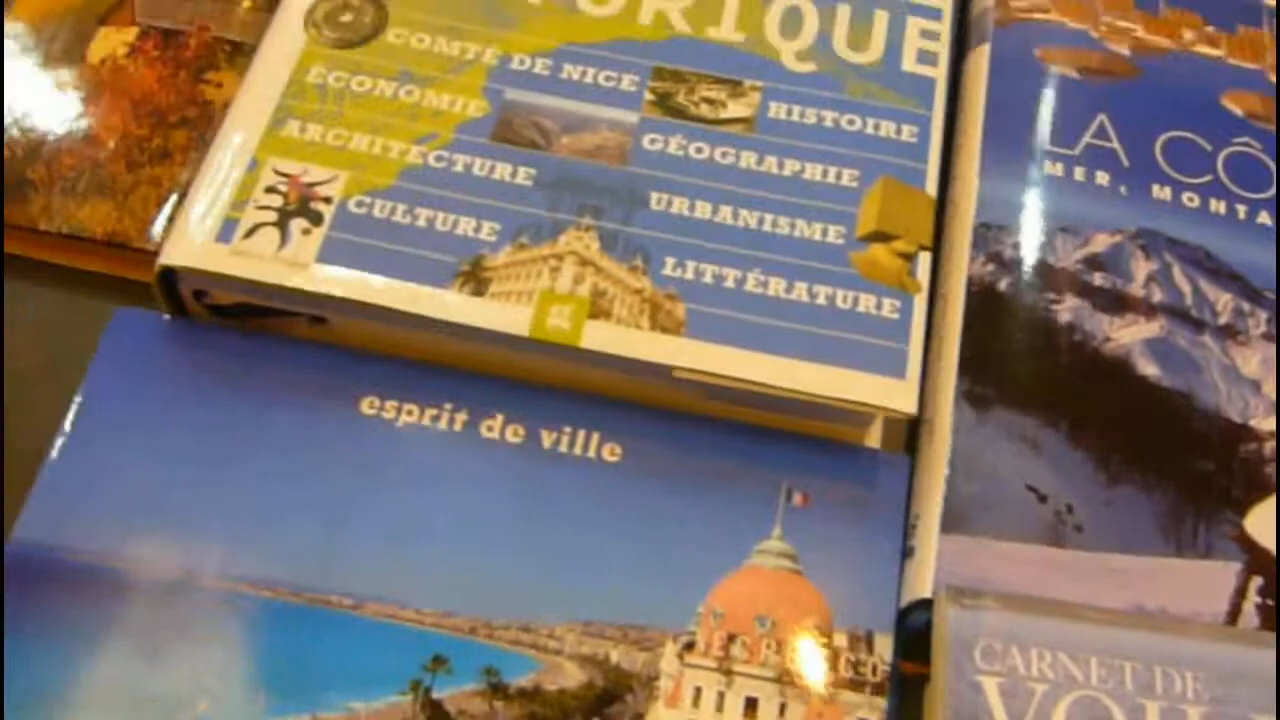 COMTÉ DE NICE
HISTOIRE
ÉCONOMIE
GÉOGRAPHIE
ARCHITECTURE
URBANISME
CULTURE
LITTÉRATURE
esprit de ville
LA CÔ
MER, MONTA
CARNET DE